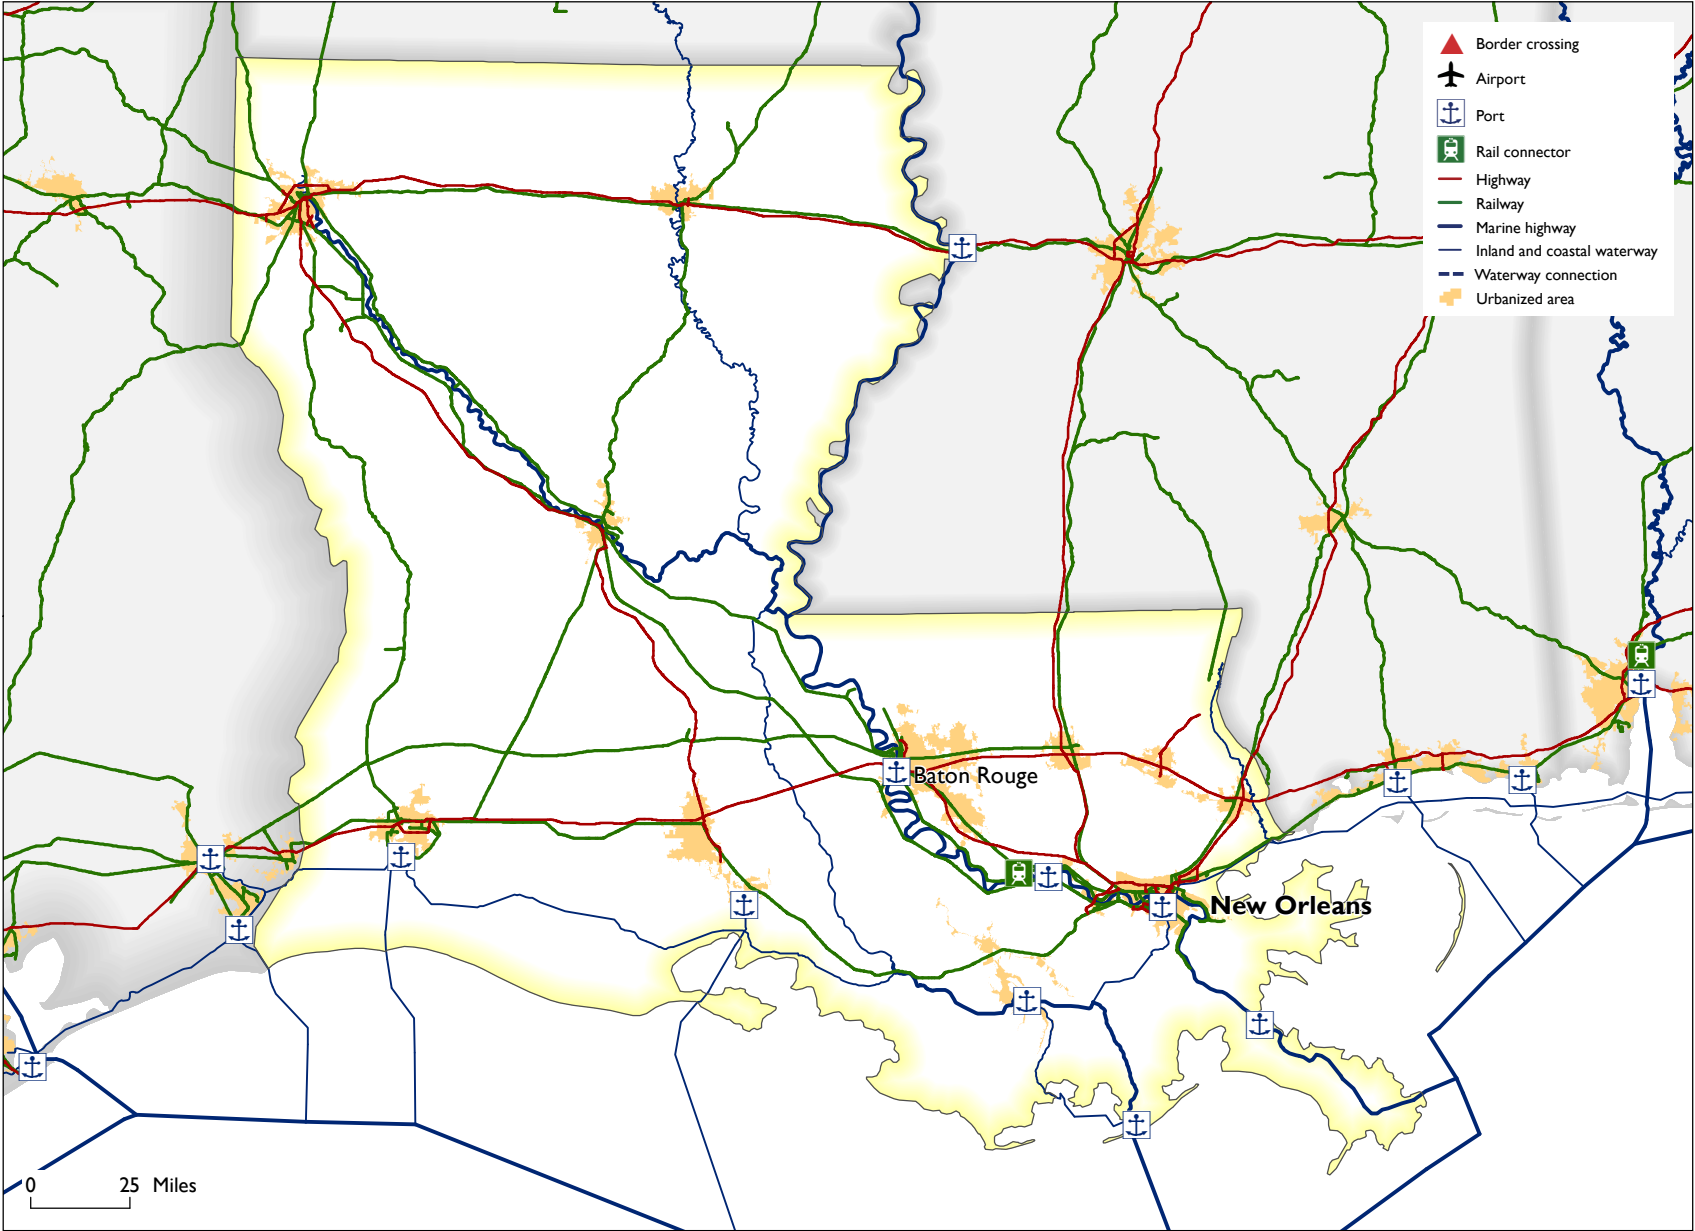 Border crossing
Airport
Port
Rail connector
Highway
Railway
Marine highway
Inland and coastal waterway
Waterway connection
Urbanized area
Baton Rouge
New Orleans
0 25 Miles